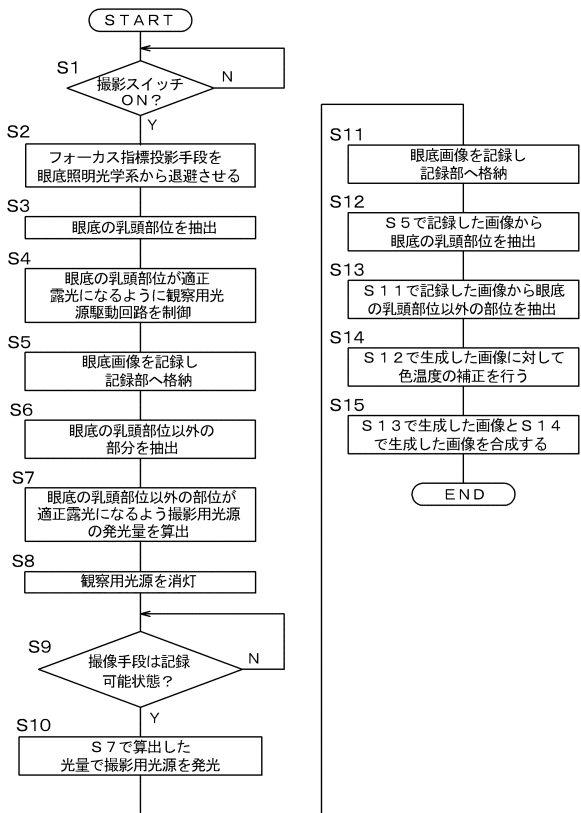 ＳＴＡＲＴ
S1
撮影スイッチ
ＯＮ？
N
Y
S2
フォーカス指標投影手段を
眼底照明光学系から退避させる
S3
眼底の乳頭部位を抽出
S4
眼底の乳頭部位が適正
露光になるように観察用光
源駆動回路を制御
S5
眼底画像を記録し
記録部へ格納
S6
眼底の乳頭部位以外の
部分を抽出
S7
眼底の乳頭部位以外の部位が
適正露光になるよう撮影用光源
の発光量を算出
S8
観察用光源を消灯
S9
撮像手段は記録
可能状態？
N
Y
S10
Ｓ７で算出した
光量で撮影用光源を発光
S11
眼底画像を記録し
記録部へ格納
S12
Ｓ５で記録した画像から
眼底の乳頭部位を抽出
S13
Ｓ１１で記録した画像から眼底
の乳頭部位以外の部位を抽出
S14
Ｓ１２で生成した画像に対して
色温度の補正を行う
S15
Ｓ１３で生成した画像とＳ１４
で生成した画像を合成する
ＥＮＤ